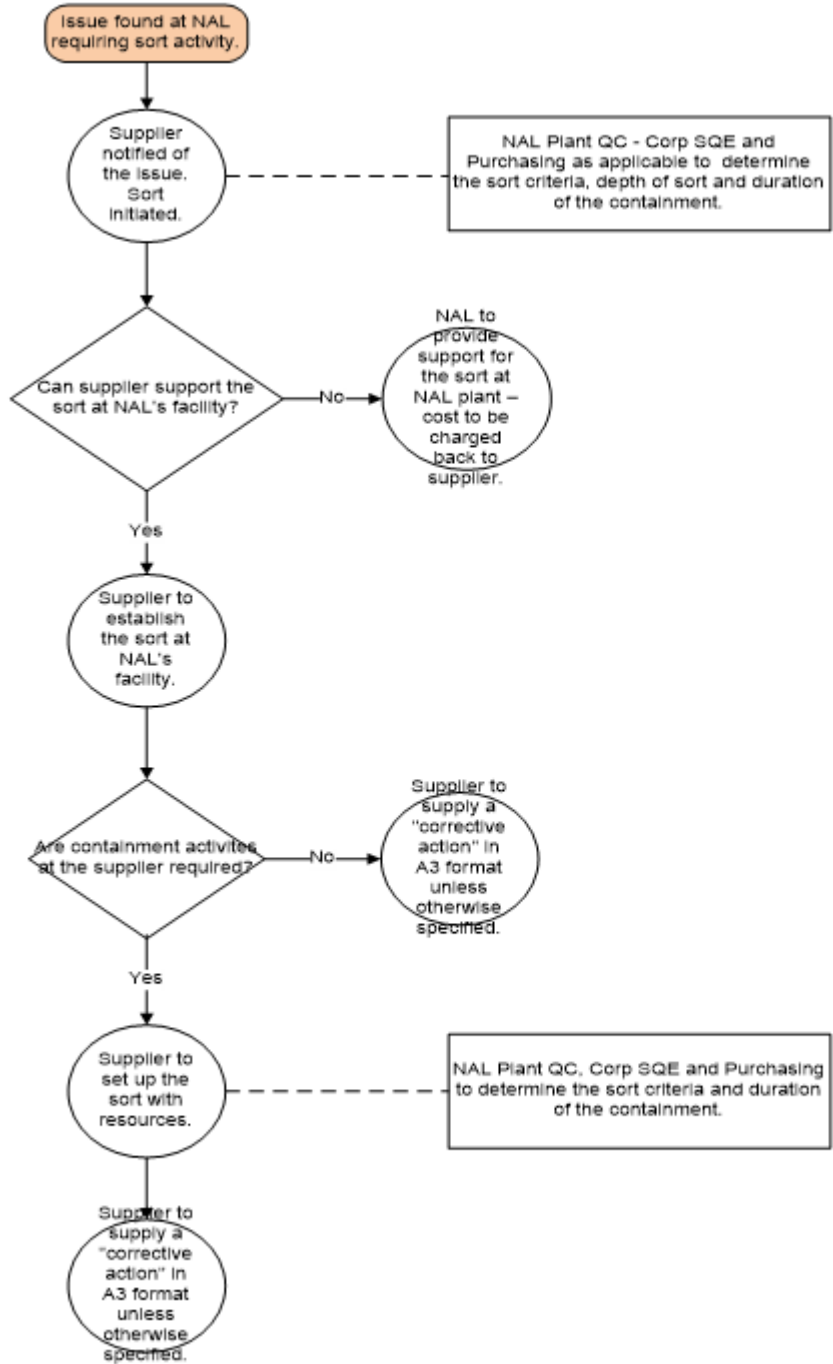 Issue found at NAL
requiring sort activity.
Supplier
notified of
the issue.
Sort
initiated.
NAL Plant QC - Corp SQE and
Purchasing as applicable to determine
the sort criteria, depth of sort and duration
of the containment.
Can supplier support the
sort at NAL's facility?
No
NAL to
provide
support for
the sort at
NAL plant –
cost to be
charged
back to
supplier.
Yes
Supplier to
establish
the sort at
NAL's
facility.
Are containment activites
at the supplier required?
No
Supplier to
supply a
"corrective
action" in
A3 format
unless
otherwise
specified.
Yes
Supplier to
set up the
sort with
resources.
NAL Plant QC, Corp SQE and Purchasing
to determine the sort criteria and duration
of the containment.
Supplier to
supply a
"corrective
action" in
A3 format
unless
otherwise
specified.